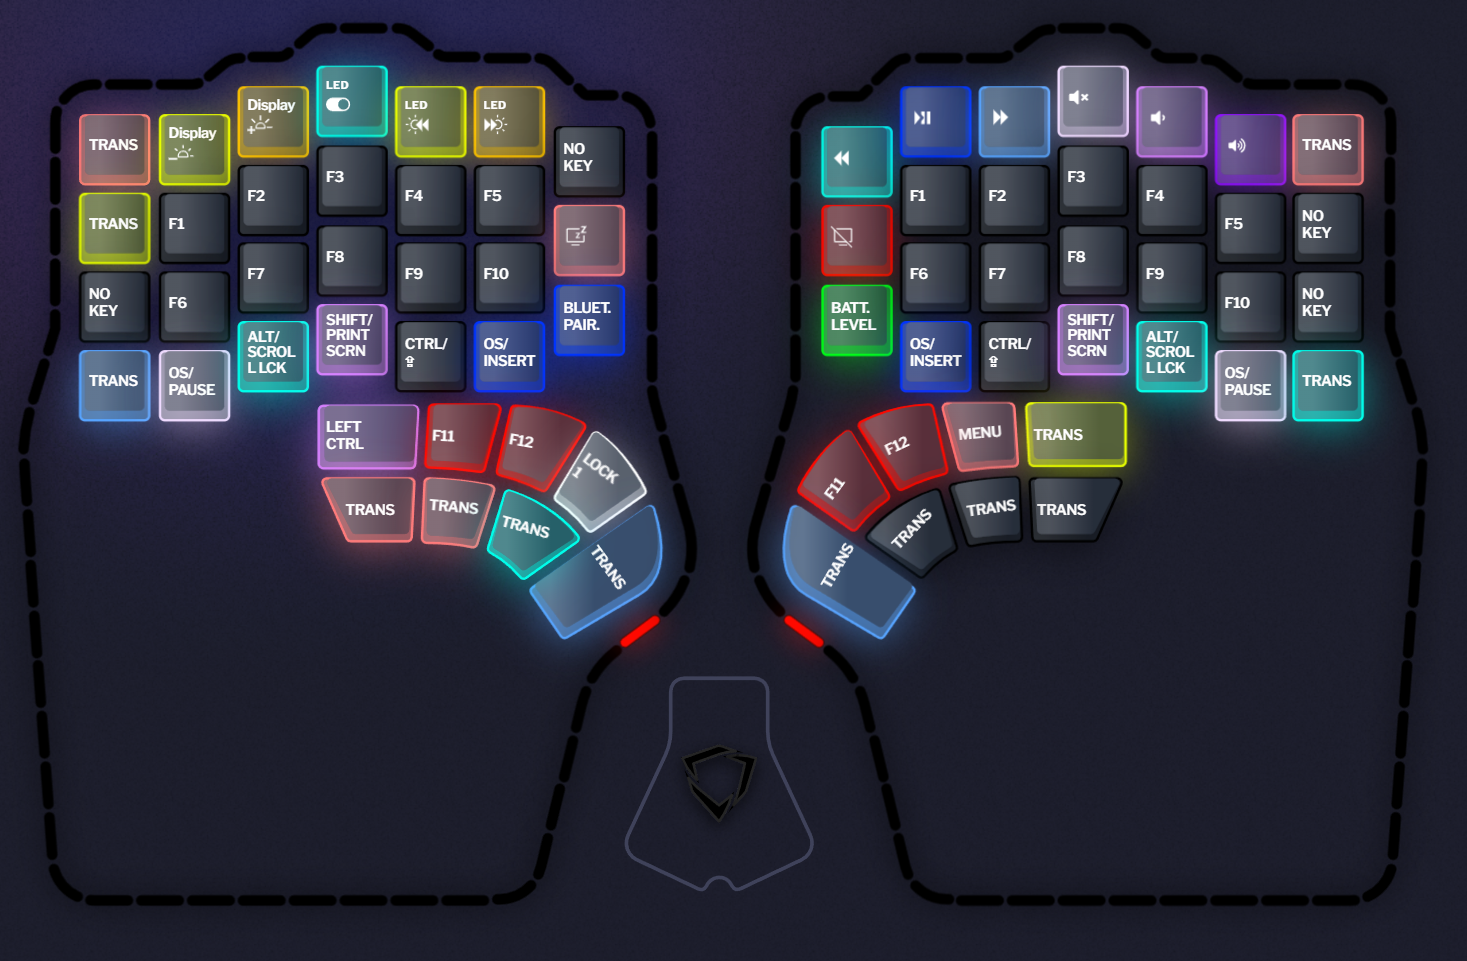 TRANS
Display
Display
LED
LED
LED
NO
KEY
TRANS
F1
F2
F3
F4
F5
NO
KEY
F6
F7
F8
F9
F10
BLUET.
PAIR.
TRANS
OS/
PAUSE
ALT/
SCROL
L LCK
SHIFT/
PRINT
SCRN
CTRL/
⇪
OS/
INSERT
LEFT
CTRL
F11
F12
LOCK
1
TRANS
TRANS
TRANS
TRANS
TRANS
F1
F2
F3
F4
F5
NO
KEY
BATT.
LEVEL
F6
F7
F8
F9
F10
NO
KEY
OS/
INSERT
CTRL/
⇪
SHIFT/
PRINT
SCRN
ALT/
SCROL
L LCK
OS/
PAUSE
TRANS
F11
F12
MENU
TRANS
TRANS
TRANS
TRANS
TRANS